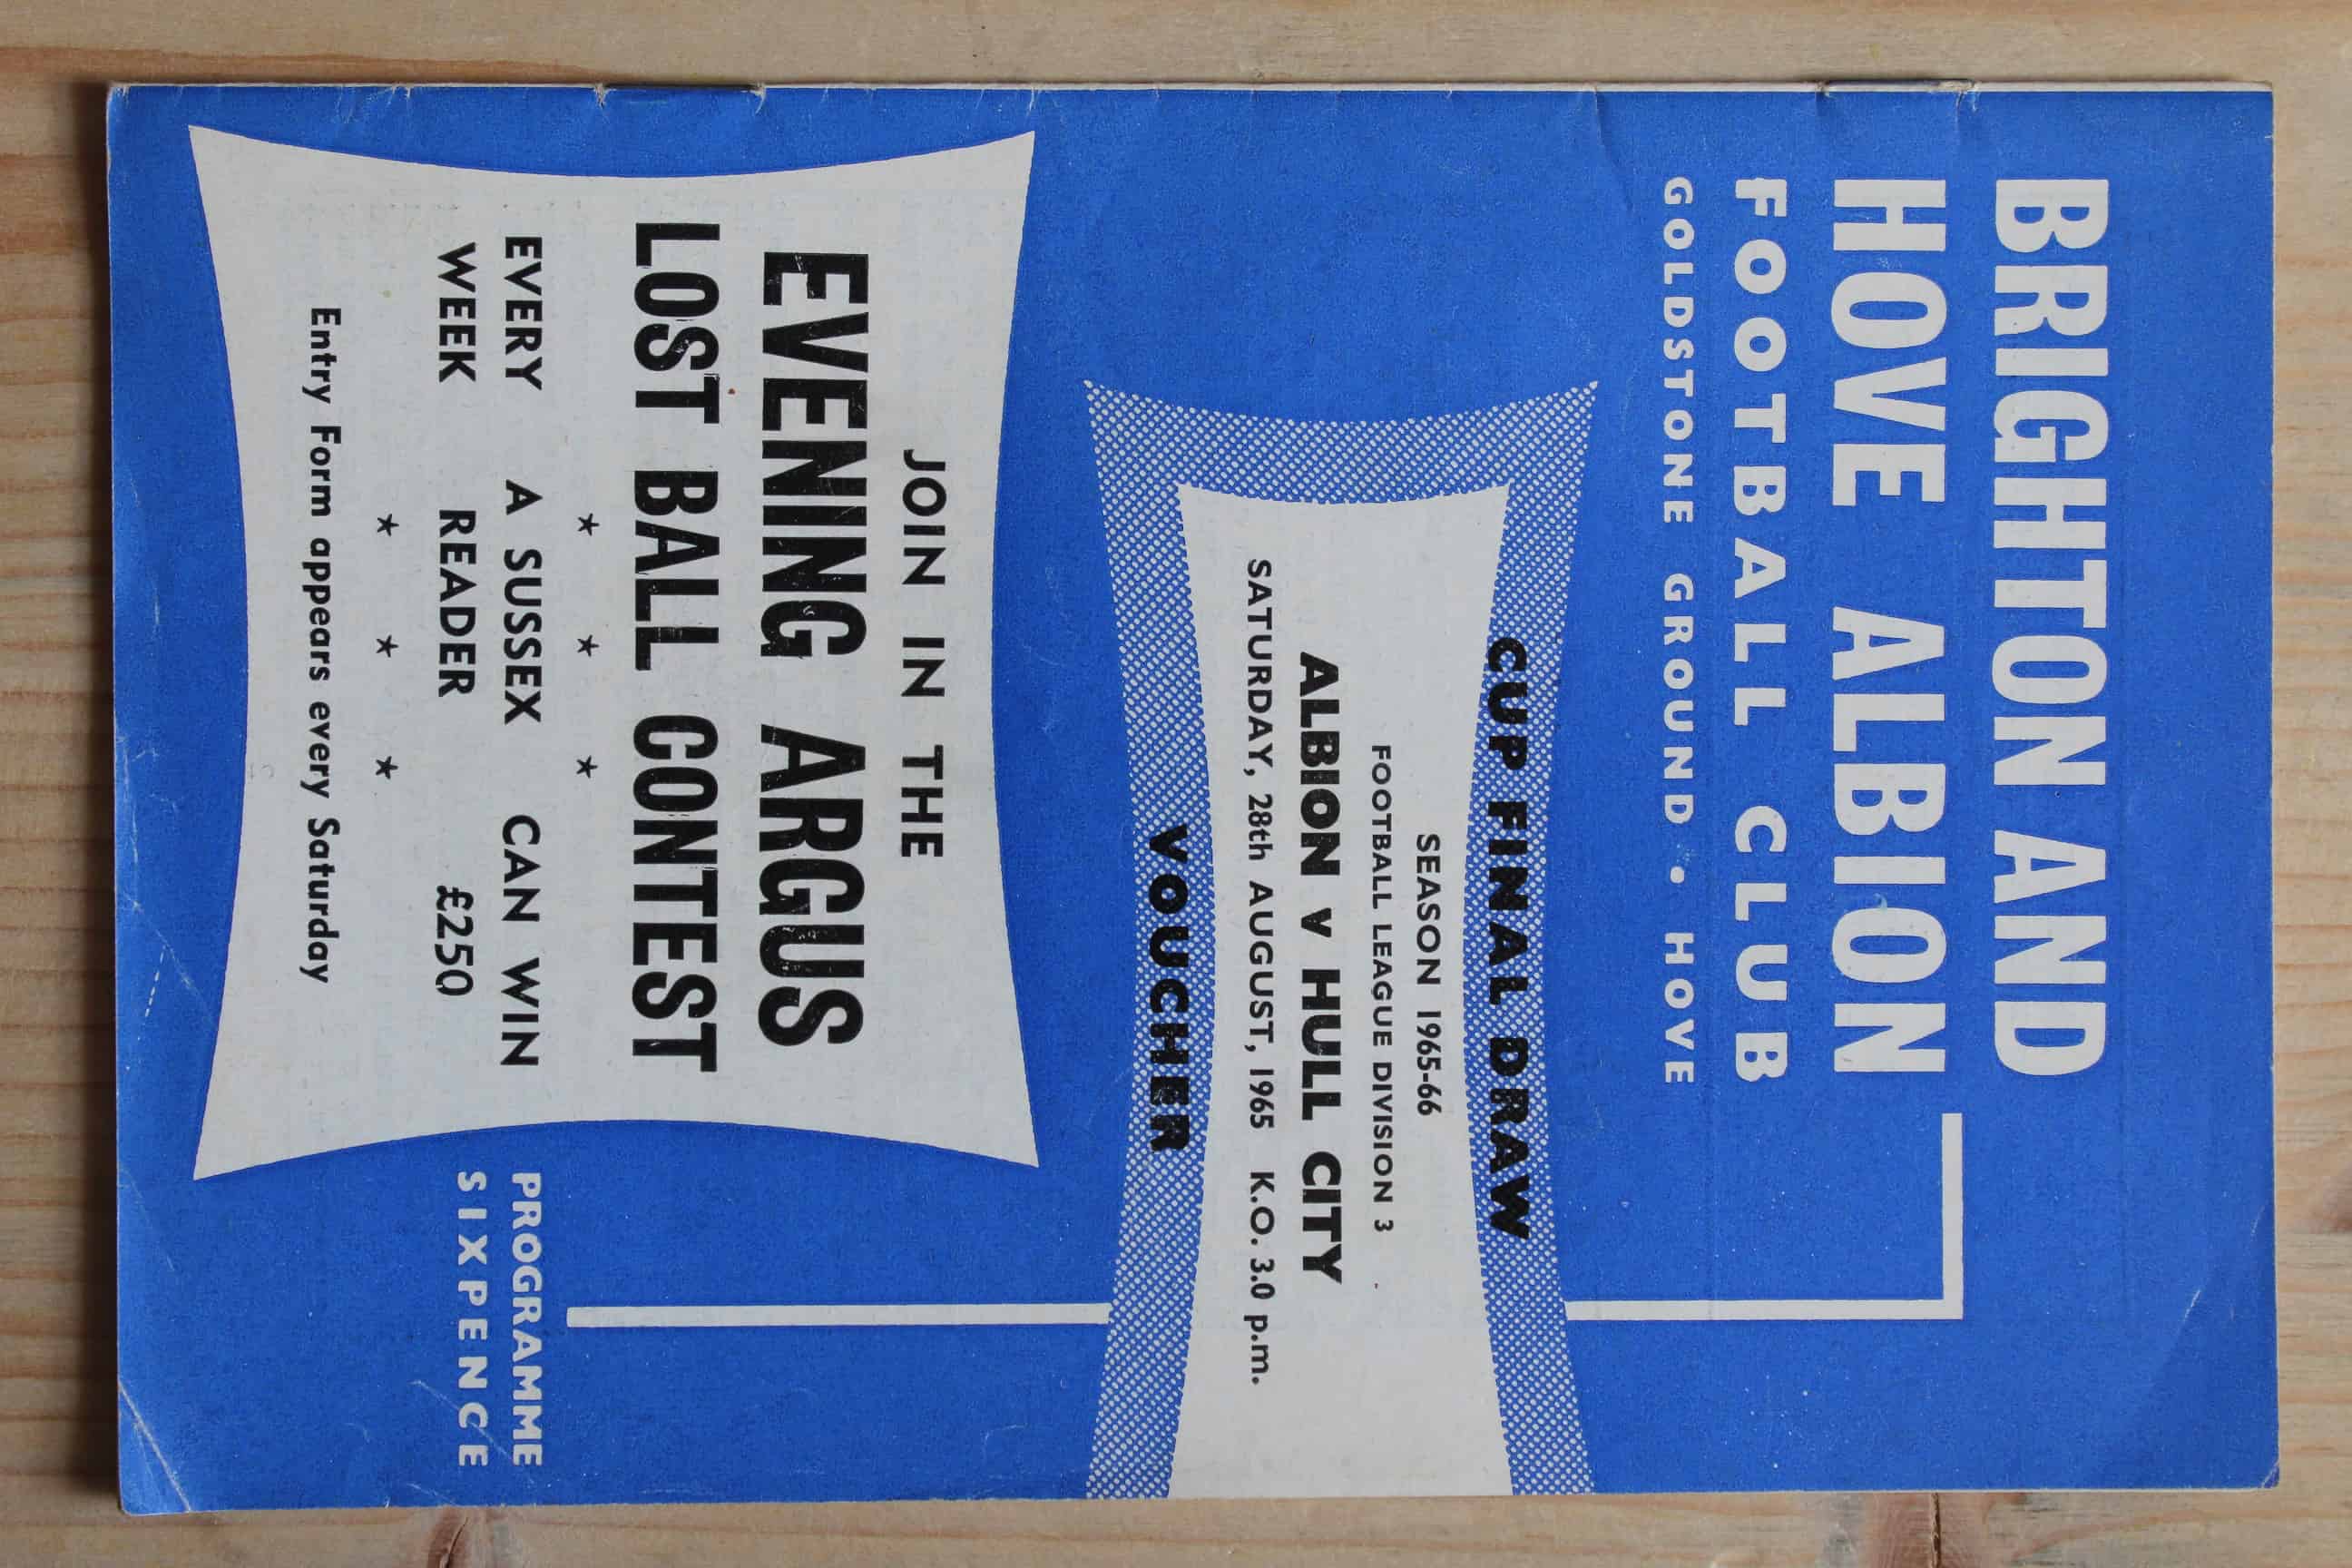 BRIGHTON AND
HOVE ALBION
FOOTBALL CLUB
GOLDSTONE GROUND • HOVE
CUP FINAL DRAW
SEASON 1965-66
FOOTBALL LEAGUE DIVISION 3
ALBION v HULL CITY
SATURDAY, 28th AUGUST, 1965 K.O. 3.0 p.m.
VOUCHER
JOIN IN THE
EVENING ARGUS
LOST BALL CONTEST
★ ★ ★
EVERY A SUSSEX CAN WIN
WEEK READER £250
★ ★ ★
Entry Form appears every Saturday
PROGRAMME
SIXPENCE